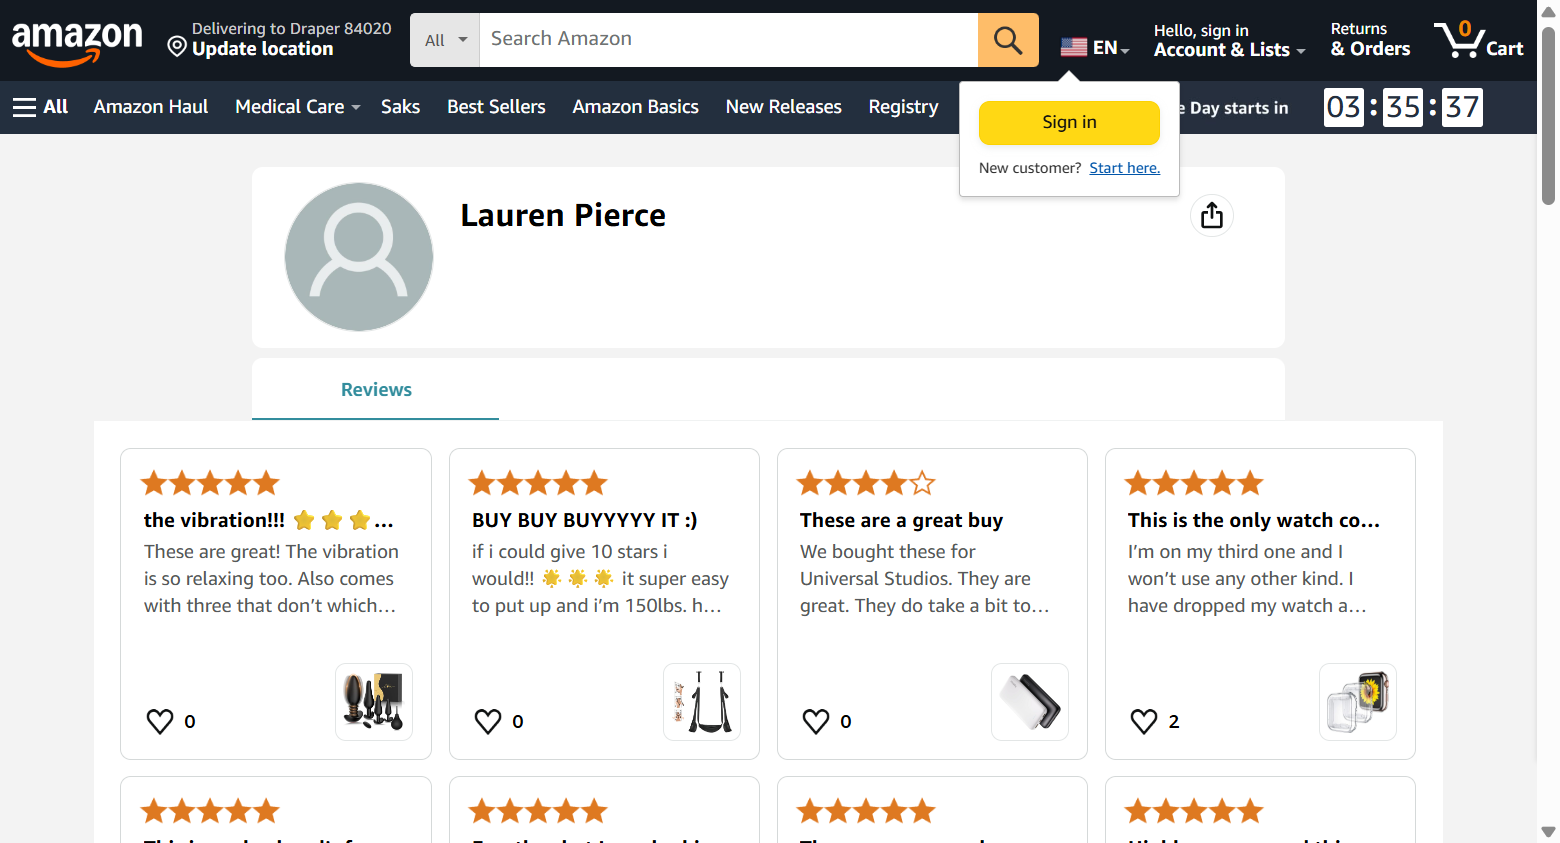 amazon
Delivering to Draper 84020
Update location
All
Search Amazon
EN
Hello, sign in
Account & Lists
Returns
& Orders
0
Cart
All
Amazon Haul
Medical Care
Saks
Best Sellers
Amazon Basics
New Releases
Registry
e Day starts in
03 : 35 : 37
Sign in
New customer? Start here.
Lauren Pierce
Reviews
the vibration!!! ⭐ ⭐ ⭐...
These are great! The vibration
is so relaxing too. Also comes
with three that don’t which...
0
BUY BUY BUYYYYY IT :)
if i could give 10 stars i
would!! 🌟 🌟 🌟 it super easy
to put up and i’m 150lbs. h...
0
These are a great buy
We bought these for
Universal Studios. They are
great. They do take a bit to...
0
This is the only watch co...
I’m on my third one and I
won’t use any other kind. I
have dropped my watch a...
2